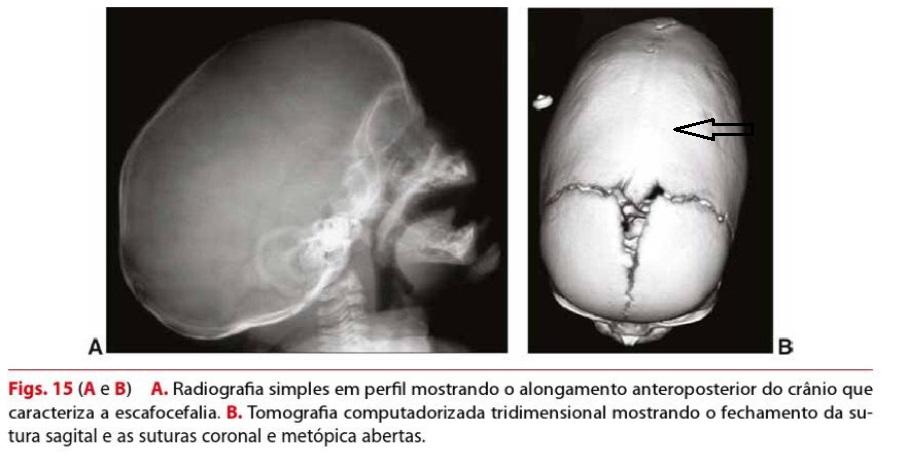 A
B
Figs. 15 (A e B) A. Radiografia simples em perfil mostrando o alongamento anteroposterior do crânio que
caracteriza a escafocefalia. B. Tomografia computadorizada tridimensional mostrando o fechamento da su-
tura sagital e as suturas coronal e metópica abertas.